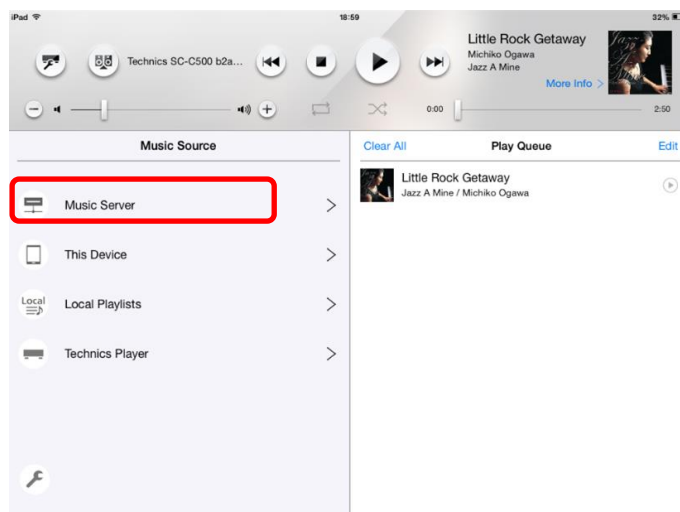 iPad 18:59 32%
Technics SC-C500 b2a...
Little Rock Getaway
Michiko Ogawa
Jazz A Mine
More Info >
0:00 2:50
Music Source
Music Server
This Device
Local
Local Playlists
Technics Player
Clear All Play Queue Edit
Little Rock Getaway
Jazz A Mine / Michiko Ogawa